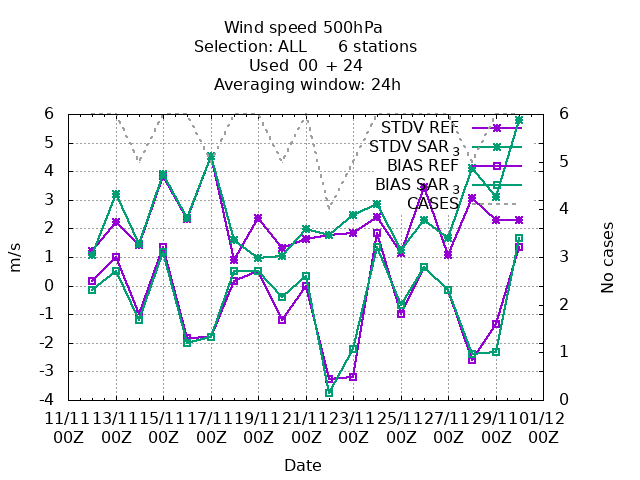 Wind speed 500hPa
Selection: ALL 6 stations
Used 00 + 24
Averaging window: 24h
6 6
STDV REF
STDV SAR 3
BIAS REF
BIAS SAR 3
CASES
5 5
4
3 4
2
1 3
0
-1 2
-2
-3 1
-4 0
m/s
No cases
11/11 13/11 15/11 17/11 19/11 21/11 23/11 25/11 27/11 29/11 01/12
00Z 00Z 00Z 00Z 00Z 00Z 00Z 00Z 00Z 00Z 00Z
Date